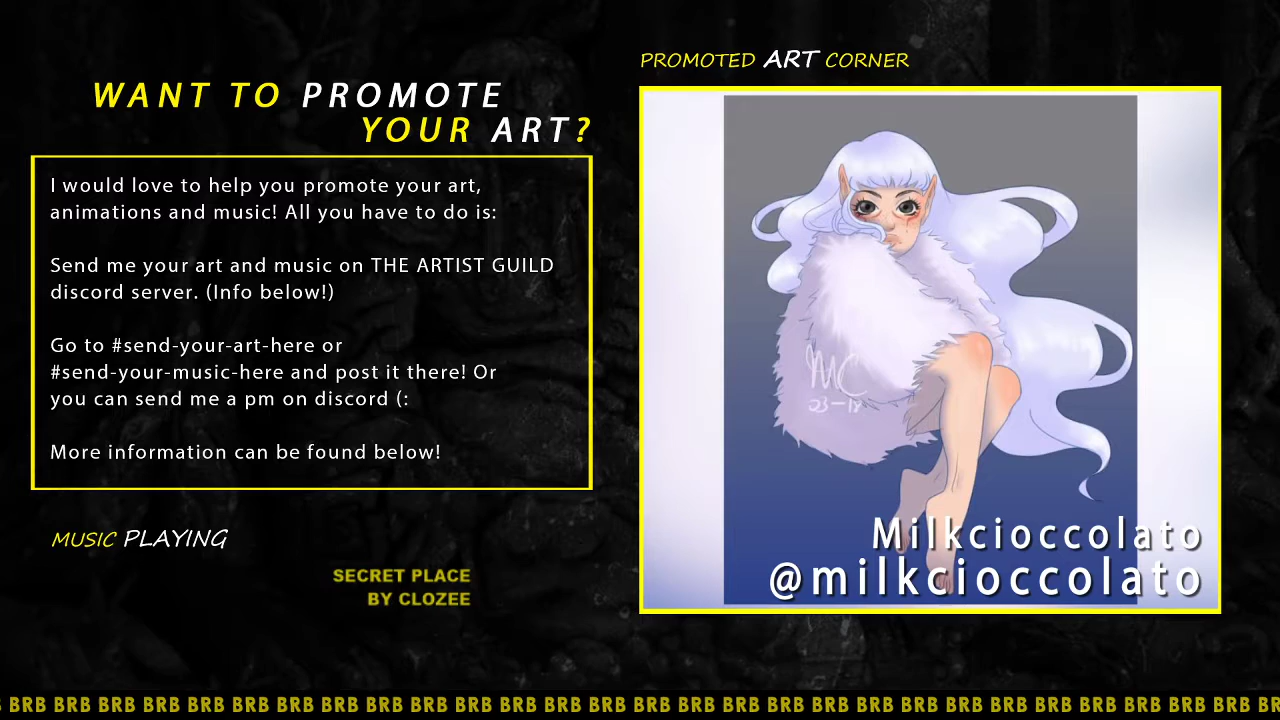 WANT TO PROMOTE
YOUR ART?
I would love to help you promote your art,
animations and music! All you have to do is:
Send me your art and music on THE ARTIST GUILD
discord server. (Info below!)
Go to #send-your-art-here or
#send-your-music-here and post it there! Or
you can send me a pm on discord (:
More information can be found below!
MUSIC PLAYING
SECRET PLACE
BY CLOZEE
PROMOTED ART CORNER
MC
23-18
Milkcioccolato
@milkcioccolato
BRB BRB BRB BRB BRB BRB BRB BRB BRB BRB BRB BRB BRB BRB BRB BRB BRB BRB BRB BRB BRB BRB BRB BRB BRB BRB BRB BRB